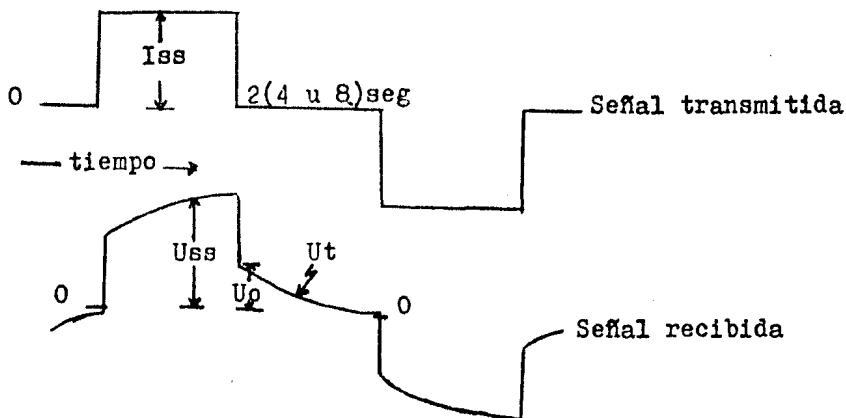 Iss
0
2(4 u 8)seg
Señal transmitida
tiempo
Uss
Ut
Uo
0
0
Señal recibida